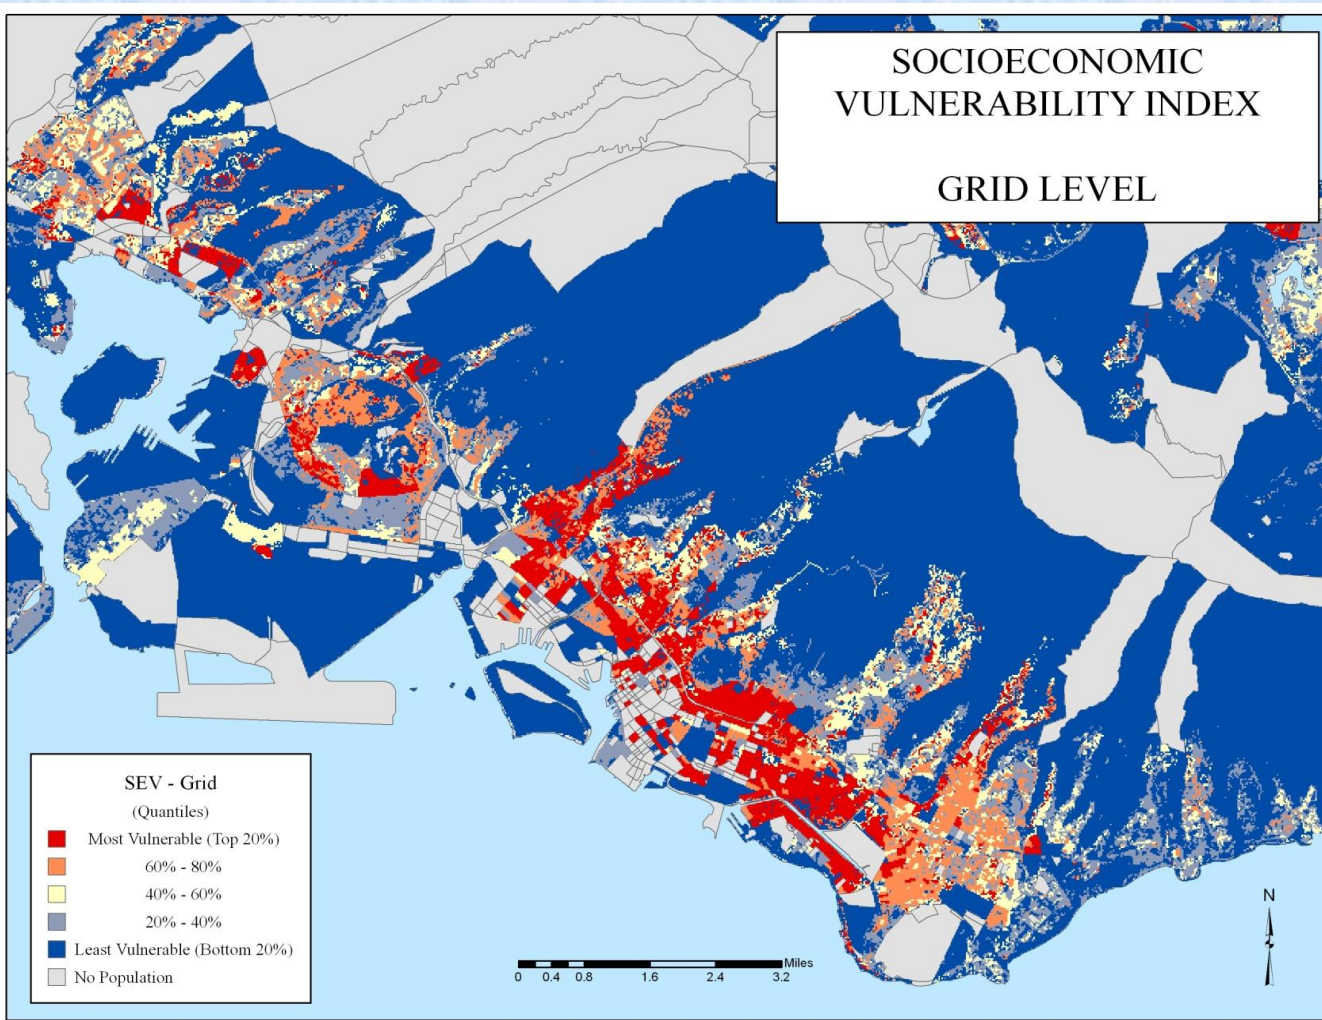 SOCIOECONOMIC
VULNERABILITY INDEX
GRID LEVEL
SEV - Grid
(Quantiles)
Most Vulnerable (Top 20%)
60% - 80%
40% - 60%
20% - 40%
Least Vulnerable (Bottom 20%)
No Population
Miles
0 0.4 0.8 1.6 2.4 3.2
N